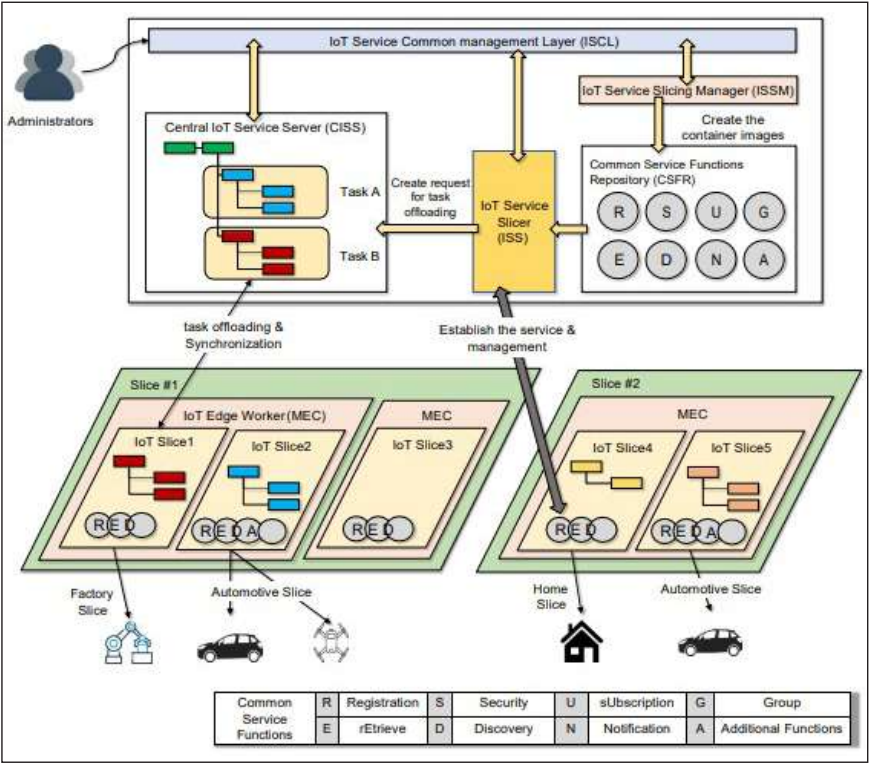 IoT Service Common management Layer (ISCL)
Administrators
IoT Service Slicing Manager (ISSM)
Create the
container images
Central IoT Service Server (CISS)
Task A
Task B
Create request
for task
offloading
IoT Service
Slicer
(ISS)
Common Service Functions
Repository (CSFR)
R S U G
E D N A
task offloading &
Synchronization
Establish the service &
management
Slice #1
IoT Edge Worker(MEC)
MEC
IoT Slice1
IoT Slice2
IoT Slice3
R E D
R E D A
R E D
Slice #2
MEC
IoT Slice4
IoT Slice5
R E D
R E D A
Factory
Slice
Automotive Slice
Home
Slice
Automotive Slice
Common
Service
Functions
R Registration S Security U sUbscription G Group
E rEtrieve D Discovery N Notification A Additional Functions